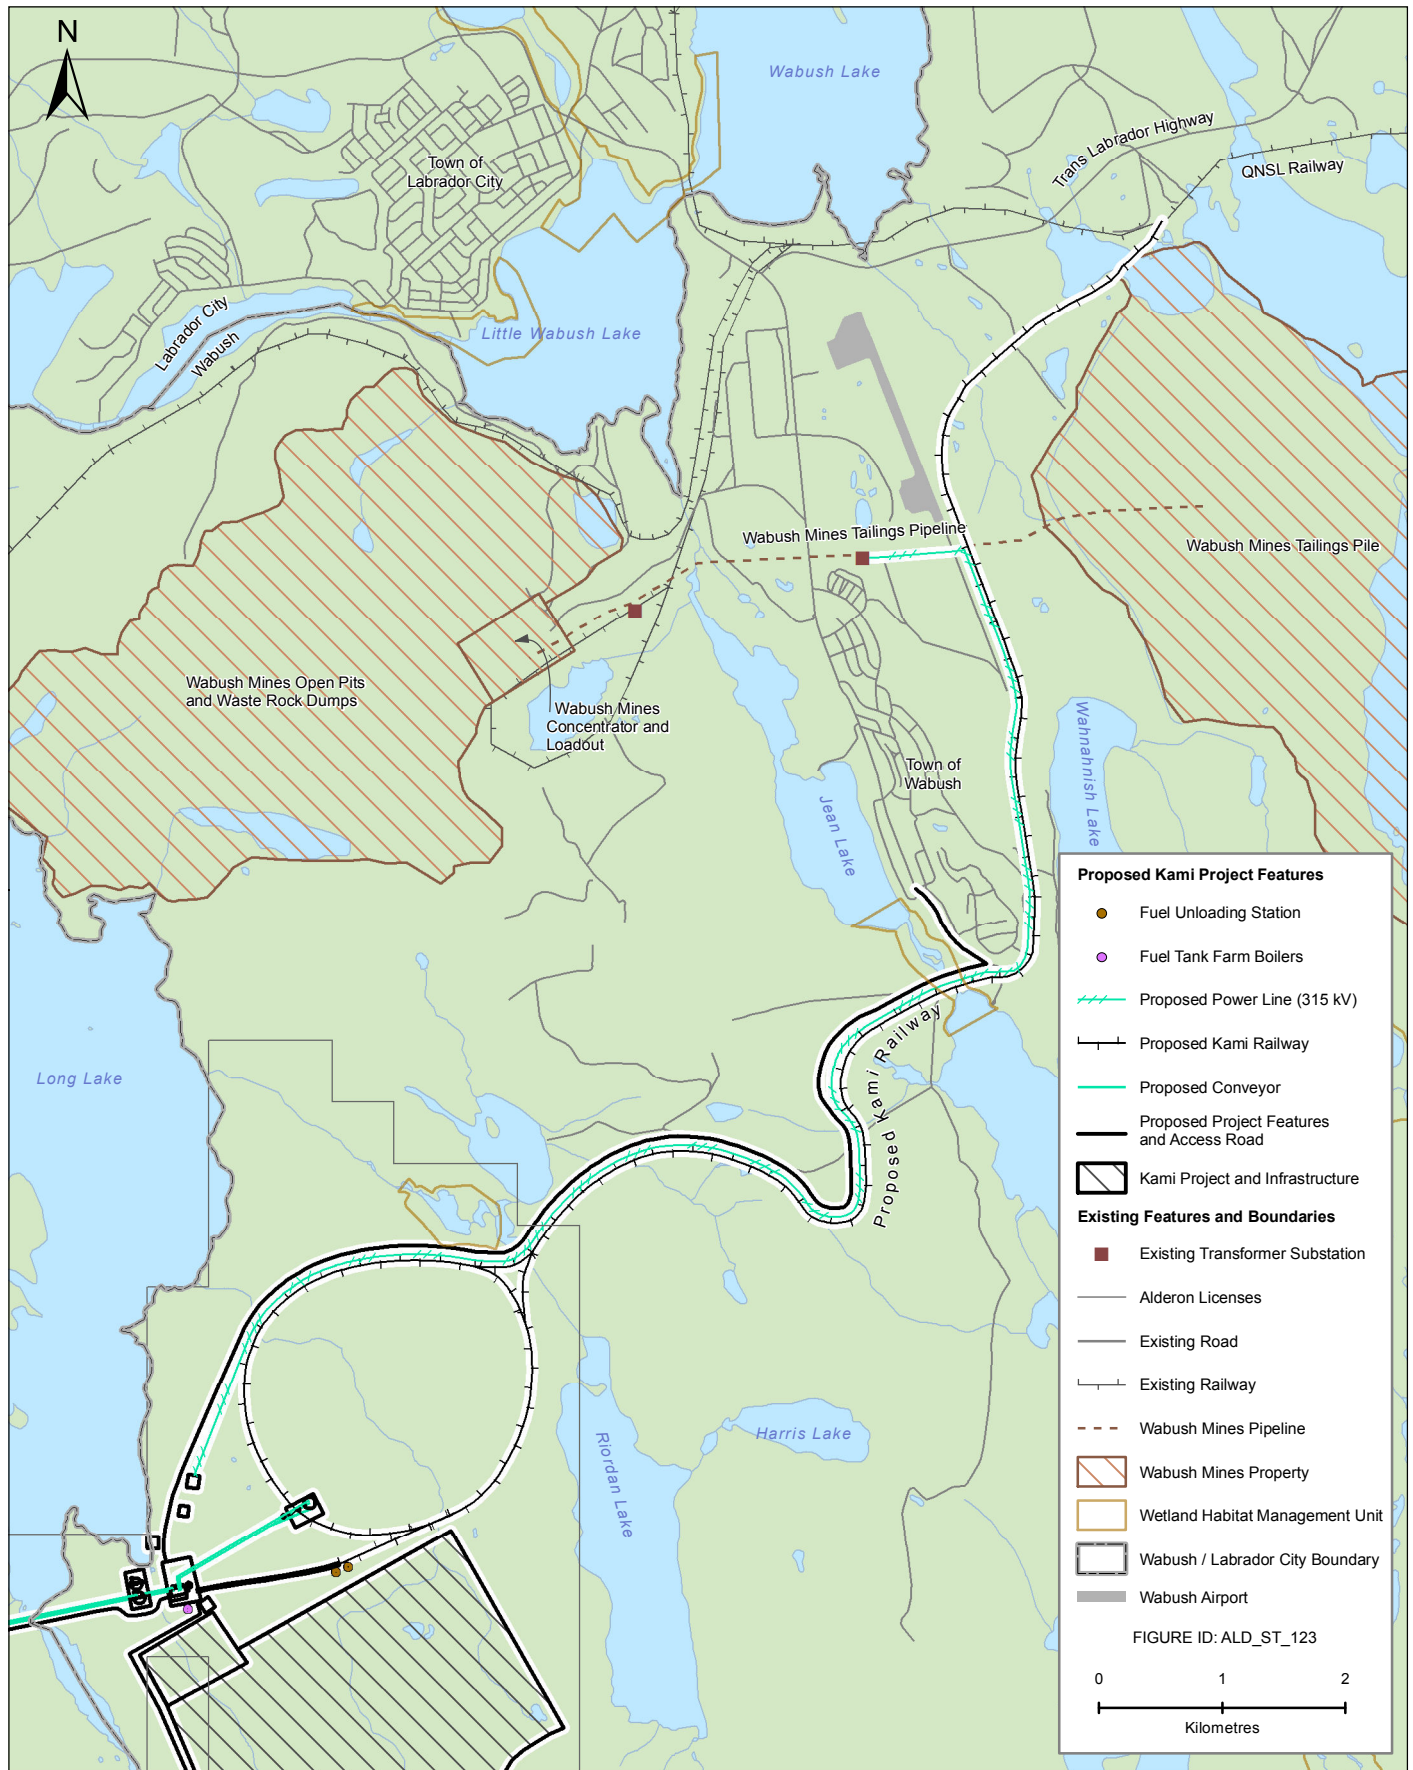 N
Wabush Lake
Trans Labrador Highway
QNSL Railway
Town of
Labrador City
Labrador City
Wabush
Little Wabush Lake
Wabush Mines Tailings Pipeline
Wabush Mines Tailings Pile
Wabush Mines Open Pits
and Waste Rock Dumps
Wabush Mines
Concentrator and
Loadout
Town of
Wabush
Jean Lake
Wahnahnish Lake
Long Lake
Proposed Kami Railway
Riordan Lake
Harris Lake
Proposed Kami Project Features
Fuel Unloading Station
Fuel Tank Farm Boilers
Proposed Power Line (315 kV)
Proposed Kami Railway
Proposed Conveyor
Proposed Project Features
and Access Road
Kami Project and Infrastructure
Existing Features and Boundaries
Existing Transformer Substation
Alderon Licenses
Existing Road
Existing Railway
Wabush Mines Pipeline
Wabush Mines Property
Wetland Habitat Management Unit
Wabush / Labrador City Boundary
Wabush Airport
FIGURE ID: ALD_ST_123
0 1 2
Kilometres